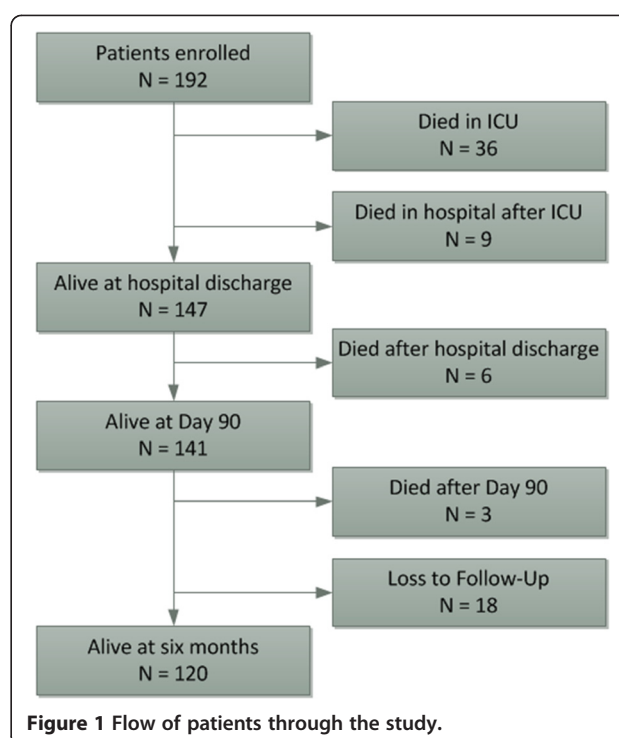 Patients enrolled
N = 192
Died in ICU
N = 36
Died in hospital after ICU
N = 9
Alive at hospital discharge
N = 147
Died after hospital discharge
N = 6
Alive at Day 90
N = 141
Died after Day 90
N = 3
Loss to Follow-Up
N = 18
Alive at six months
N = 120
Figure 1 Flow of patients through the study.